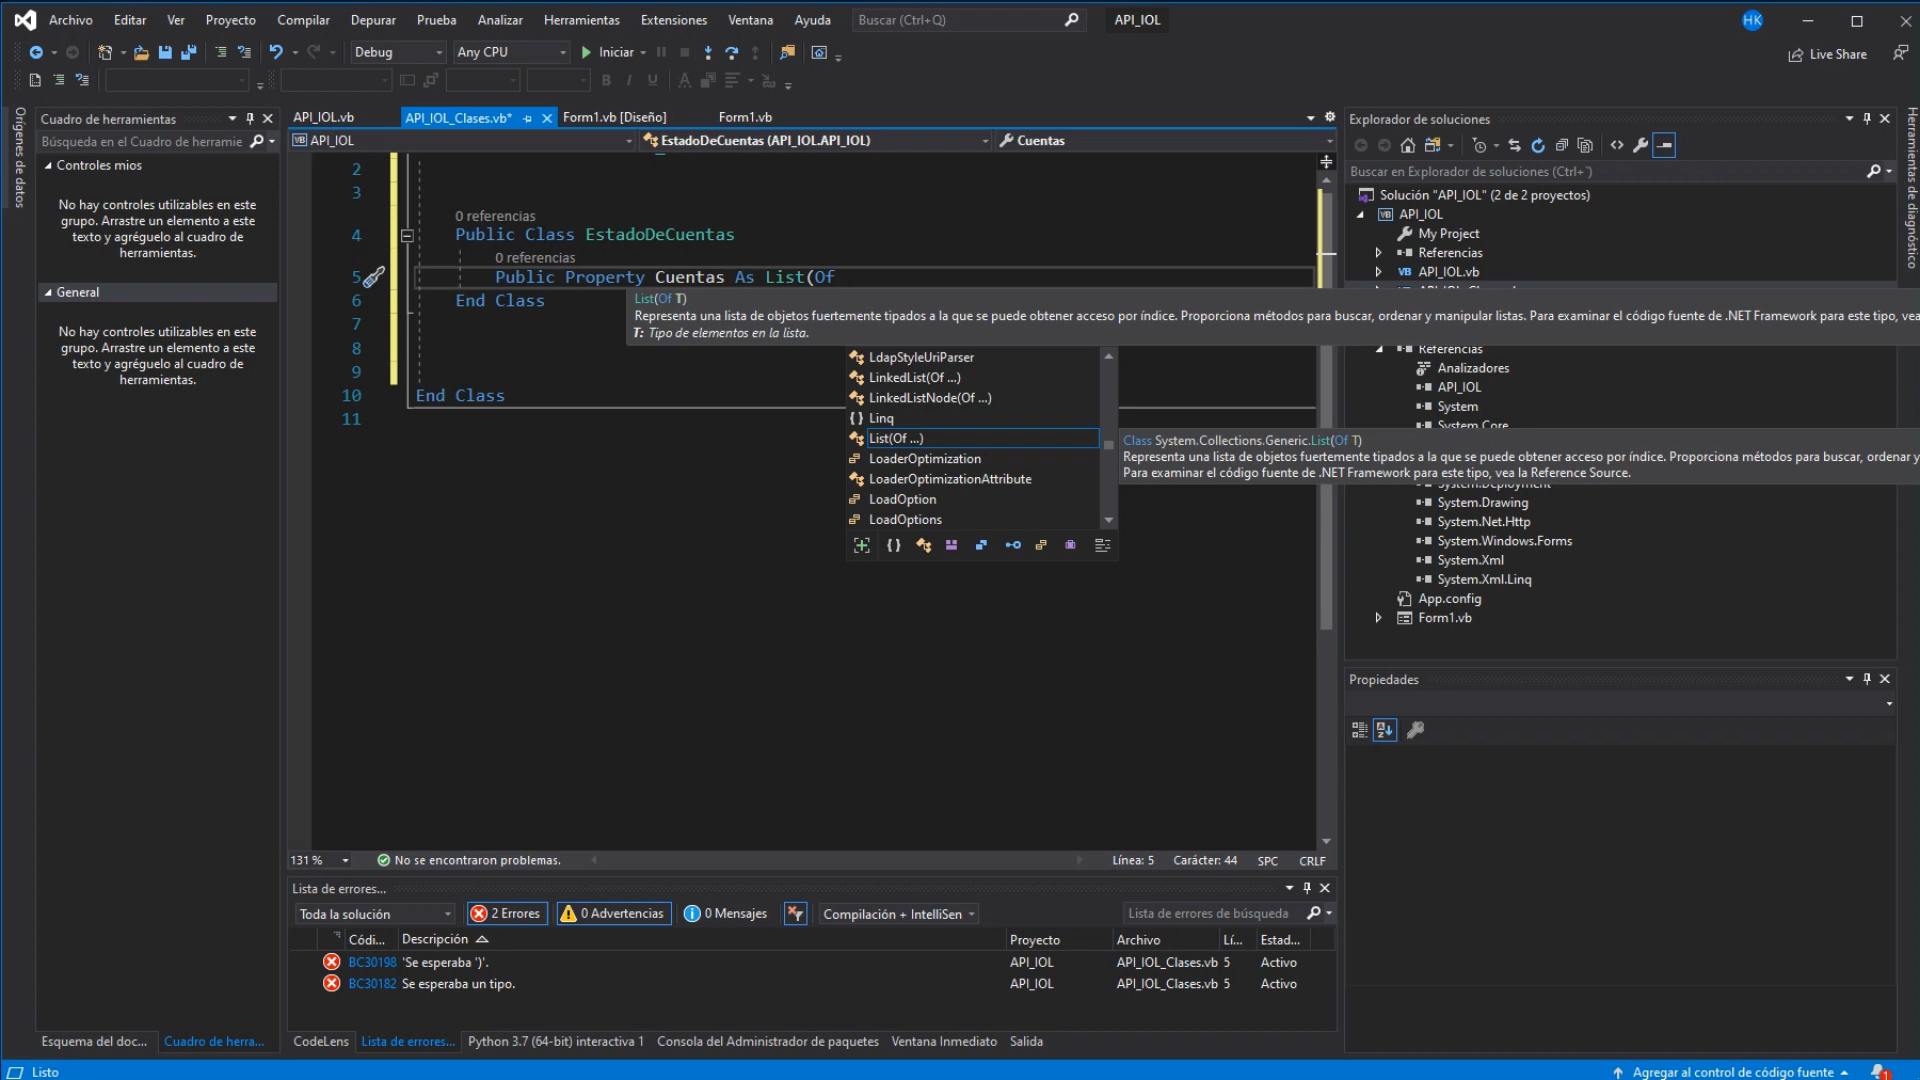 Archivo Editar Ver Proyecto Compilar Depurar Prueba Analizar Herramientas Extensiones Ventana Ayuda Buscar (Ctrl+Q) API_IOL HK
Debug Any CPU Iniciar Live Share
Orígenes de datos
Cuadro de herramientas
Búsqueda en el Cuadro de herramie
Controles mios
No hay controles utilizables en este
grupo. Arrastre un elemento a este
texto y agréguelo al cuadro de
herramientas.
General
No hay controles utilizables en este
grupo. Arrastre un elemento a este
texto y agréguelo al cuadro de
herramientas.
Esquema del doc... Cuadro de herra...
API_IOL.vb API_IOL_Clases.vb* Form1.vb [Diseño] Form1.vb
API_IOL EstadoDeCuentas (API_IOL.API_IOL) Cuentas
2
3
0 referencias
4 Public Class EstadoDeCuentas
0 referencias
5 Public Property Cuentas As List(Of
6 End Class
7
8
9
10 End Class
11
List(Of T)
Representa una lista de objetos fuertemente tipados a la que se puede obtener acceso por índice. Proporciona métodos para buscar, ordenar y manipular listas. Para examinar el código fuente de .NET Framework para este tipo, vea
T: Tipo de elementos en la lista.
LdapStyleUriParser
LinkedList(Of ...)
LinkedListNode(Of ...)
Linq
List(Of ...)
LoaderOptimization
LoaderOptimizationAttribute
LoadOption
LoadOptions
Class System.Collections.Generic.List(Of T)
Representa una lista de objetos fuertemente tipados a la que se puede obtener acceso por índice. Proporciona métodos para buscar, ordenar y
Para examinar el código fuente de .NET Framework para este tipo, vea la Reference Source.
131 % No se encontraron problemas. Línea: 5 Carácter: 44 SPC CRLF
Lista de errores...
Toda la solución 2 Errores 0 Advertencias 0 Mensajes Compilación + IntelliSen Lista de errores de búsqueda
Códi... Descripción Proyecto Archivo Lí... Estad...
BC30198 'Se esperaba ')'. API_IOL API_IOL_Clases.vb 5 Activo
BC30182 Se esperaba un tipo. API_IOL API_IOL_Clases.vb 5 Activo
CodeLens Lista de errores... Python 3.7 (64-bit) interactiva 1 Consola del Administrador de paquetes Ventana Inmediato Salida
Explorador de soluciones
Buscar en Explorador de soluciones (Ctrl+¨)
Solución "API_IOL" (2 de 2 proyectos)
API_IOL
My Project
Referencias
API_IOL.vb
Referencias
Analizadores
API_IOL
System
System.Core
System.Deployment
System.Drawing
System.Net.Http
System.Windows.Forms
System.Xml
System.Xml.Linq
App.config
Form1.vb
Propiedades
Herramientas de diagnóstico
Listo Agregar al control de código fuente 1